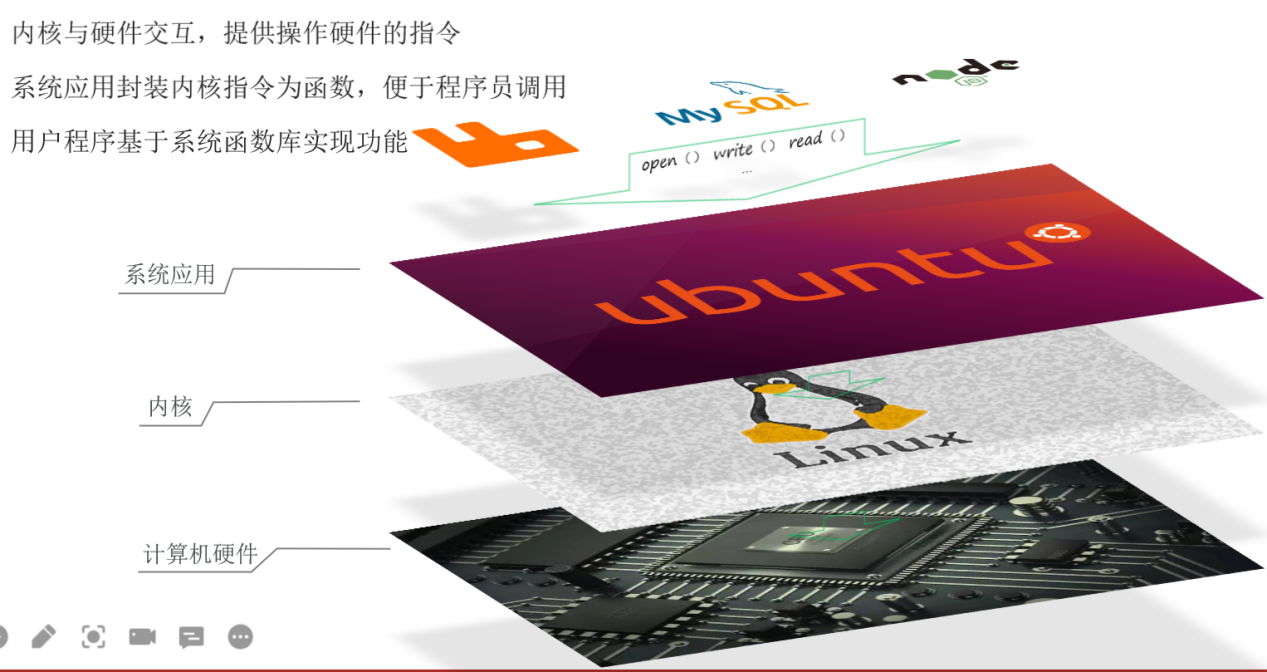 内核与硬件交互，提供操作硬件的指令
系统应用封装内核指令为函数，便于程序员调用
用户程序基于系统函数库实现功能
MySQL
node
JS
open () write () read ()
...
系统应用
ubuntu
内核
Linux
计算机硬件